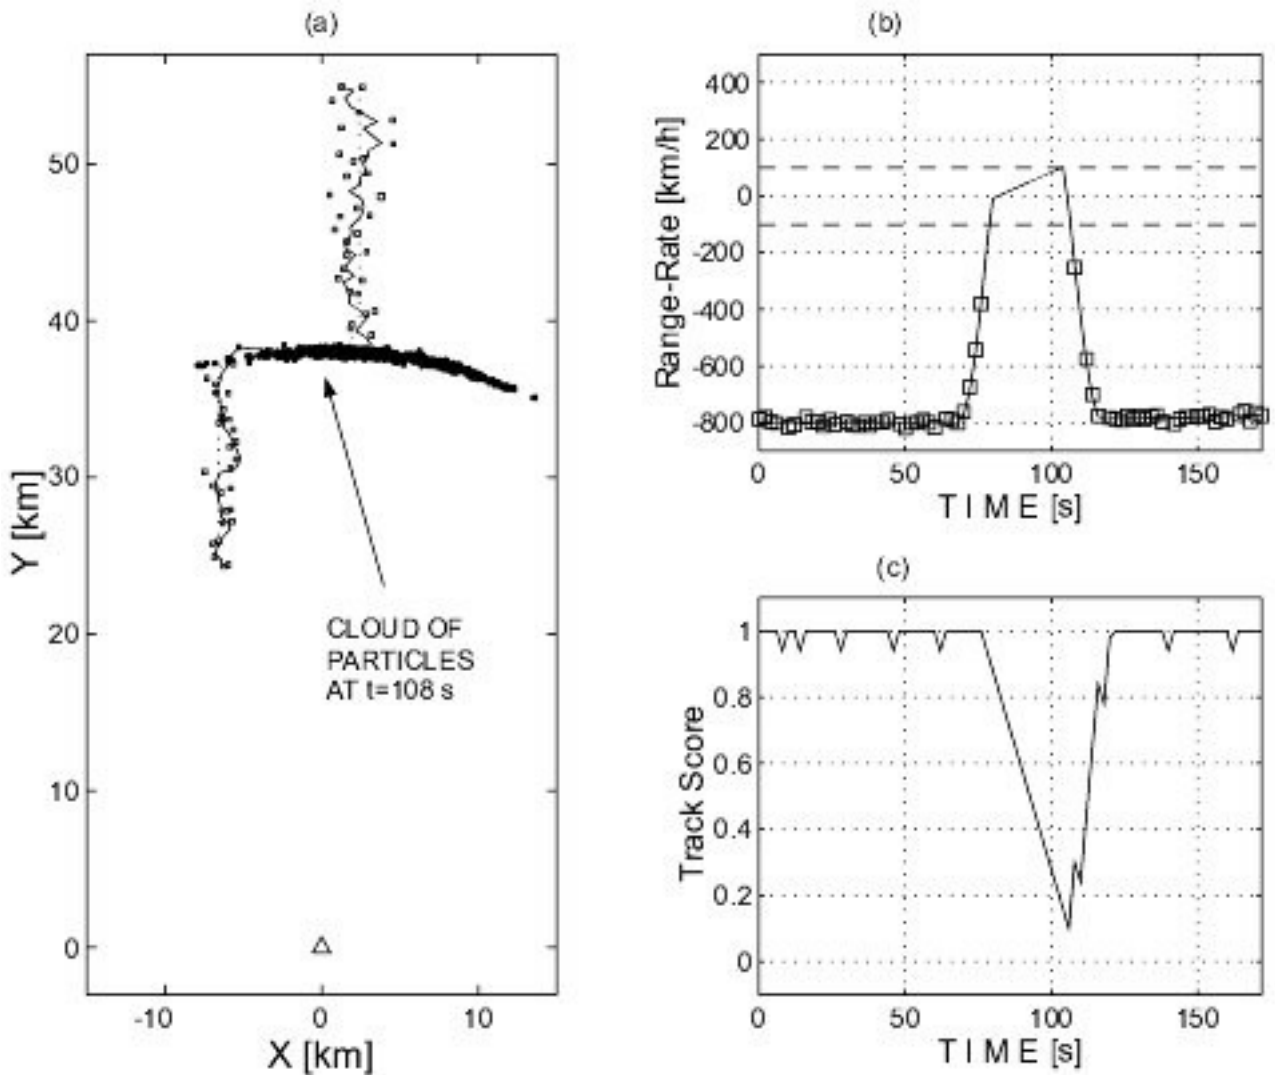 (a)
50
40
30
20
10
0
-10
0
10
X [km]
Y [km]
CLOUD OF
PARTICLES
AT t=108 s
(b)
400
200
0
-200
-400
-600
-800
0
50
100
150
T I M E [s]
Range-Rate [km/h]
(c)
1
0.8
0.6
0.4
0.2
0
0
50
100
150
T I M E [s]
Track Score